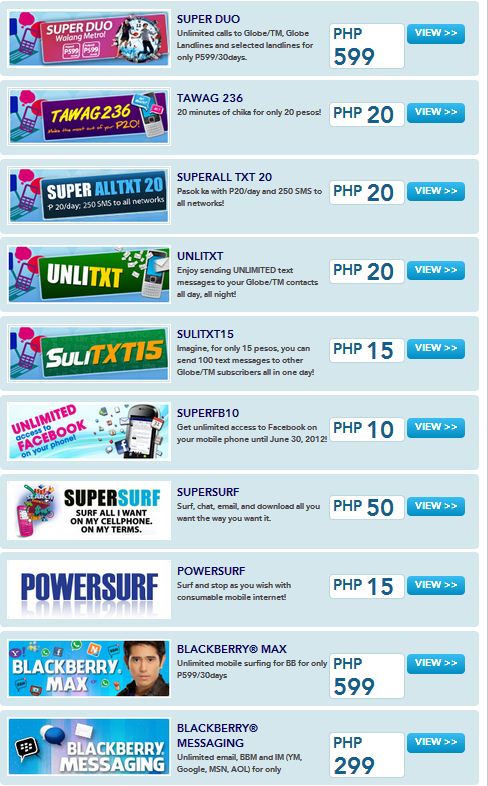 SUPER DUO
Walang Metro!
SUPER DUO
Unlimited calls to Globe/TM, Globe
Landlines and selected landlines for
only P599/30days.
PHP
599
VIEW >>
TAWAG 236
Make the most out of your P20!
TAWAG 236
20 minutes of chika for only 20 pesos!
PHP 20
VIEW >>
SUPER ALLTXT 20
P 20/day; 250 SMS to all networks
SUPERALL TXT 20
Pasok ka with P20/day and 250 SMS to
all networks!
PHP 20
VIEW >>
UNLITXT
UNLITXT
Enjoy sending UNLIMITED text
messages to your Globe/TM contacts
all day, all night!
PHP 20
VIEW >>
SULITXT15
SULITXT15
Imagine, for only 15 pesos, you can
send 100 text messages to other
Globe/TM subscribers all in one day!
PHP 15
VIEW >>
UNLIMITED
access to
FACEBOOK
on your phone!
SUPERFB10
Get unlimited access to Facebook on
your mobile phone until June 30, 2012!
PHP 10
VIEW >>
SUPERSURF
SURF ALL I WANT
ON MY CELLPHONE.
ON MY TERMS.
SUPERSURF
Surf, chat, email, and download all you
want the way you want it.
PHP 50
VIEW >>
POWERSURF
POWERSURF
Surf and stop as you wish with
consumable mobile internet!
PHP 15
VIEW >>
BLACKBERRY
MAX
BLACKBERRY® MAX
Unlimited mobile surfing for BB for only
P599/30days
PHP
599
VIEW >>
BLACKBERRY
MESSAGING
BLACKBERRY®
MESSAGING
Unlimited email, BBM and IM (YM,
Google, MSN, AOL) for only
PHP
299
VIEW >>